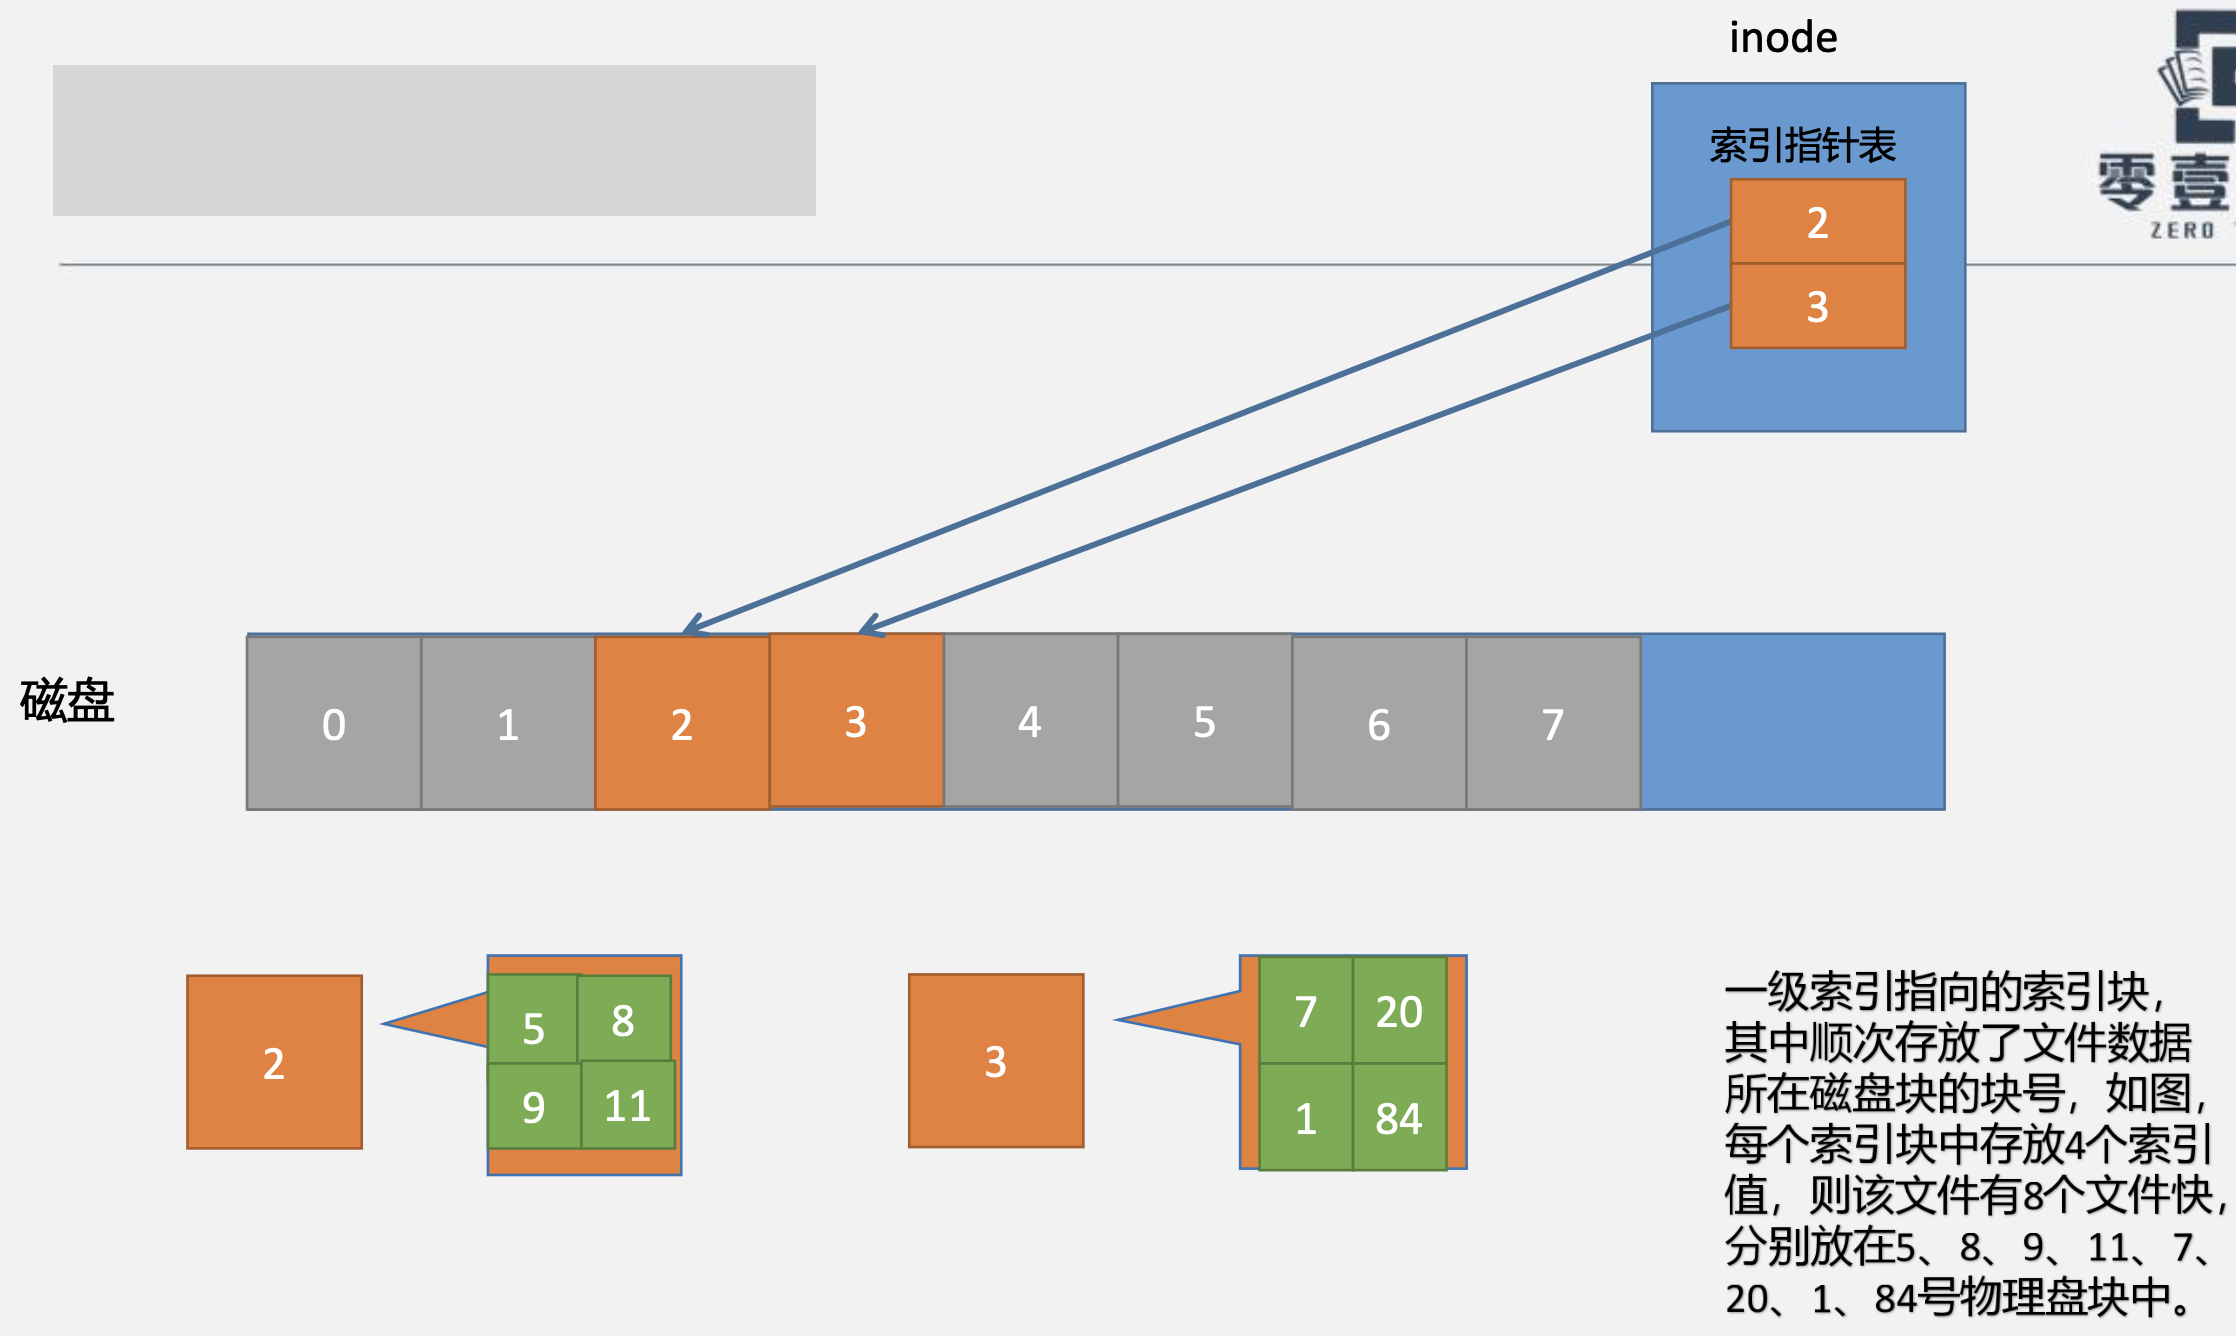 inode
索引指针表
零壹
ZERO
2
3
磁盘
0 1 2 3 4 5 6 7
2
5 8
9 11
3
7 20
1 84
一级索引指向的索引块，
其中顺次存放了文件数据
所在磁盘块的块号，如图，
每个索引块中存放4个索引
值，则该文件有8个文件快，
分别放在5、8、9、11、7、
20、1、84号物理盘块中。